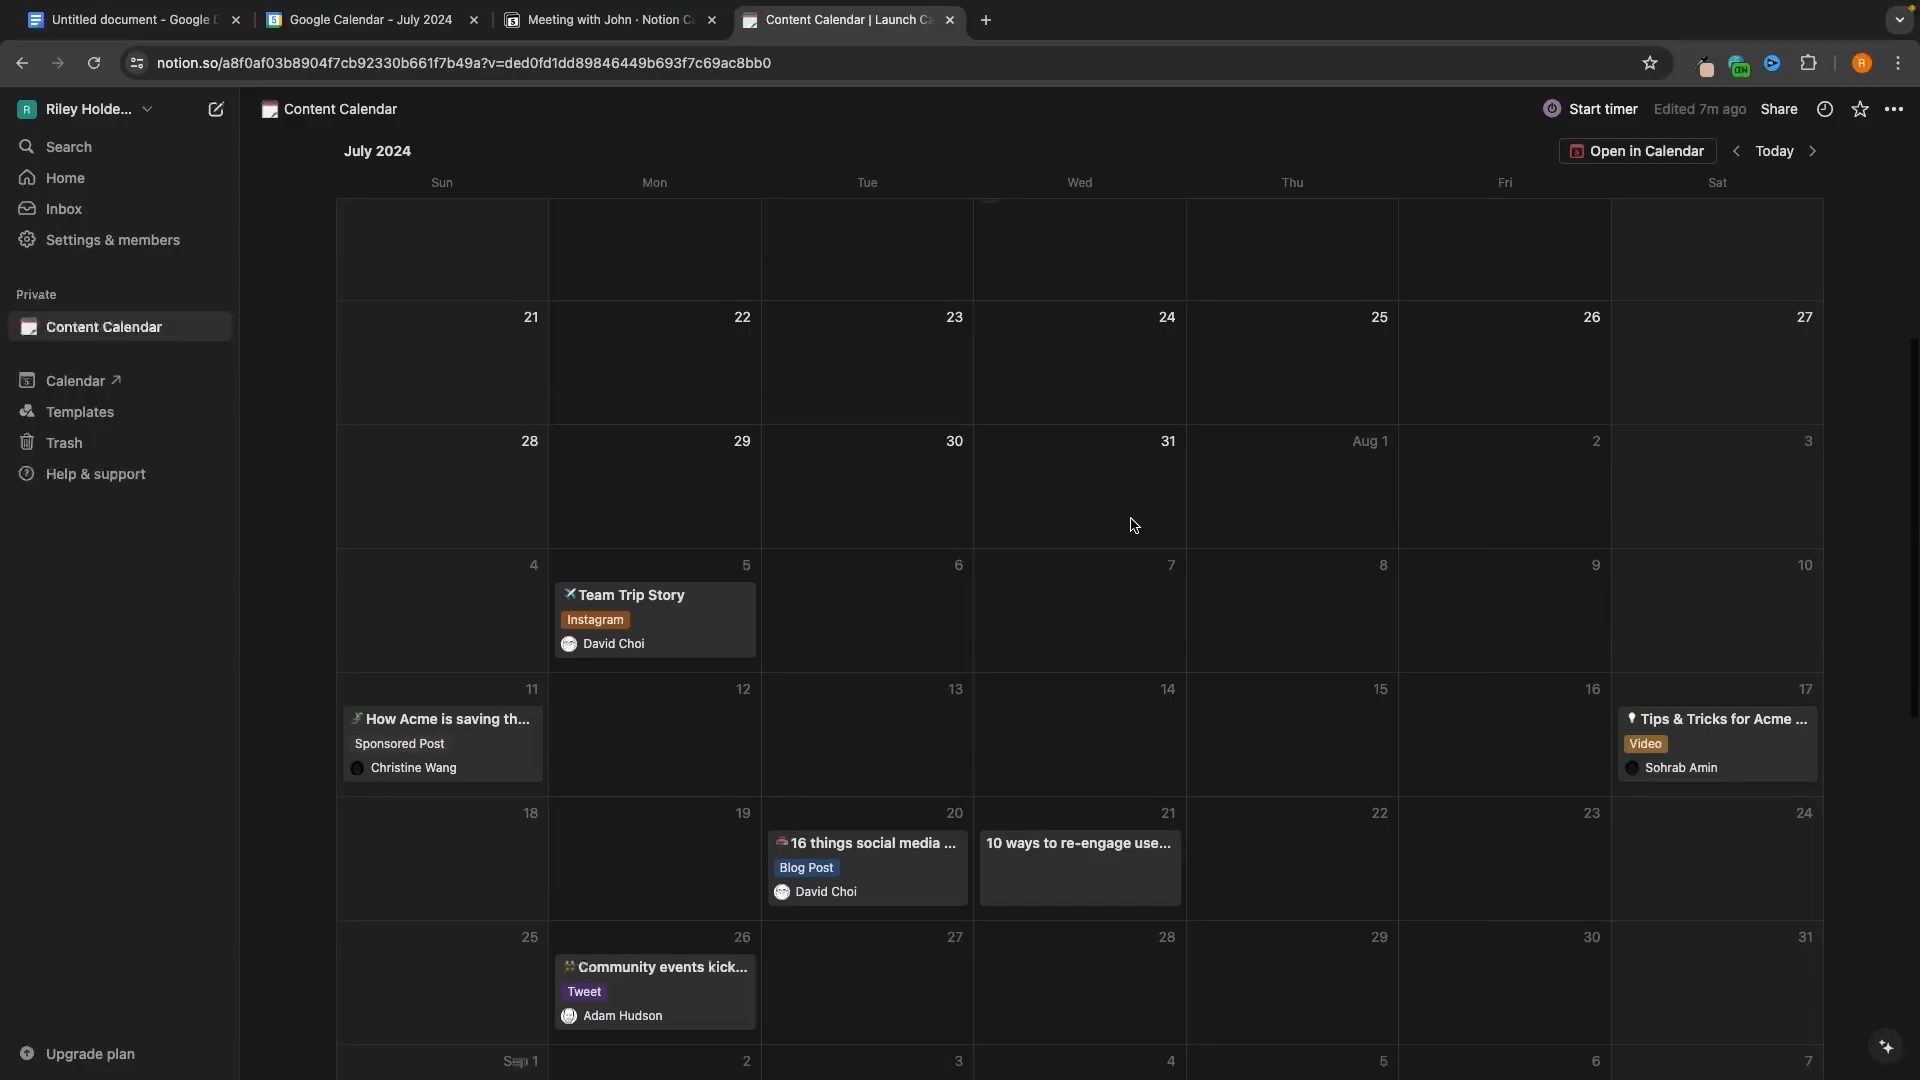 Untitled document - Google D
Google Calendar - July 2024
Meeting with John · Notion Ca
Content Calendar | Launch Ca
notion.so/a8f0af03b8904f7cb92330b661f7b49a?v=ded0fd1dd89846449b693f7c69ac8bb0
R
R Riley Holde...
Content Calendar
Start timer
Edited 7m ago
Share
Search
Home
Inbox
Settings & members
Private
Content Calendar
Calendar ↗
Templates
Trash
Help & support
Upgrade plan
July 2024
Open in Calendar
Today
Sun Mon Tue Wed Thu Fri Sat
21 22 23 24 25 26 27
28 29 30 31 Aug 1 2 3
4 5 6 7 8 9 10
Team Trip Story
Instagram
David Choi
11 12 13 14 15 16 17
How Acme is saving th...
Sponsored Post
Christine Wang
Tips & Tricks for Acme ...
Video
Sohrab Amin
18 19 20 21 22 23 24
16 things social media ...
Blog Post
David Choi
10 ways to re-engage use...
25 26 27 28 29 30 31
Community events kick...
Tweet
Adam Hudson
Sep 1 2 3 4 5 6 7